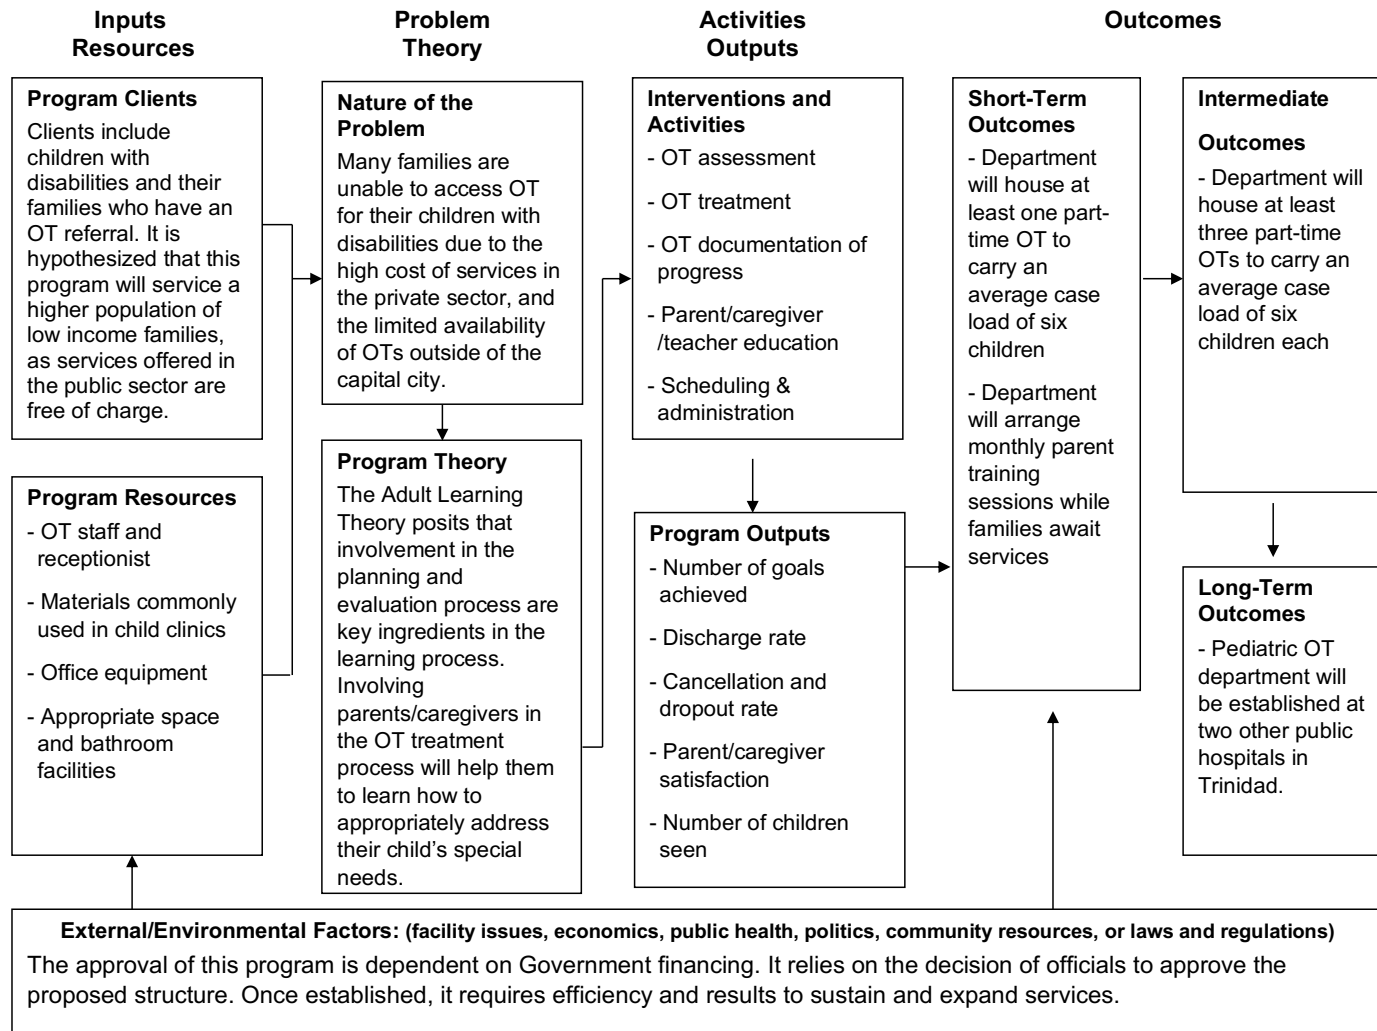 Inputs
Resources
Problem
Theory
Activities
Outputs
Outcomes
Program Clients
Clients include
children with
disabilities and their
families who have an
OT referral. It is
hypothesized that this
program will service a
higher population of
low income families,
as services offered in
the public sector are
free of charge.
Program Resources
- OT staff and
receptionist
- Materials commonly
used in child clinics
- Office equipment
- Appropriate space
and bathroom
facilities
Nature of the
Problem
Many families are
unable to access OT
for their children with
disabilities due to the
high cost of services in
the private sector, and
the limited availability
of OTs outside of the
capital city.
Program Theory
The Adult Learning
Theory posits that
involvement in the
planning and
evaluation process are
key ingredients in the
learning process.
Involving
parents/caregivers in
the OT treatment
process will help them
to learn how to
appropriately address
their child’s special
needs.
Interventions and
Activities
- OT assessment
- OT treatment
- OT documentation of
progress
- Parent/caregiver
/teacher education
- Scheduling &
administration
Program Outputs
- Number of goals
achieved
- Discharge rate
- Cancellation and
dropout rate
- Parent/caregiver
satisfaction
- Number of children
seen
Short-Term
Outcomes
- Department
will house at
least one part-
time OT to
carry an
average case
load of six
children
- Department
will arrange
monthly parent
training
sessions while
families await
services
Intermediate
Outcomes
- Department will
house at least
three part-time
OTs to carry an
average case
load of six
children each
Long-Term
Outcomes
- Pediatric OT
department will
be established at
two other public
hospitals in
Trinidad.
External/Environmental Factors: (facility issues, economics, public health, politics, community resources, or laws and regulations)
The approval of this program is dependent on Government financing. It relies on the decision of officials to approve the
proposed structure. Once established, it requires efficiency and results to sustain and expand services.